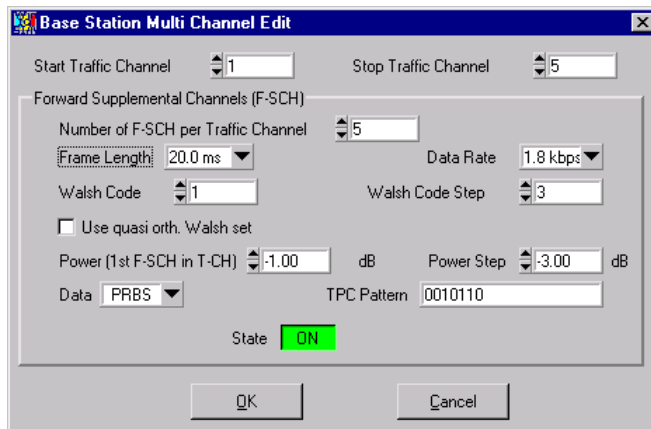 Base Station Multi Channel Edit
Start Traffic Channel 1 Stop Traffic Channel 5
Forward Supplemental Channels (F-SCH)
Number of F-SCH per Traffic Channel 5
Frame Length 20.0 ms Data Rate 1.8 kbps
Walsh Code 1 Walsh Code Step 3
Use quasi orth. Walsh set
Power (1st F-SCH in T-CH) -1.00 dB Power Step -3.00 dB
Data PRBS TPC Pattern 0010110
State ON
OK Cancel